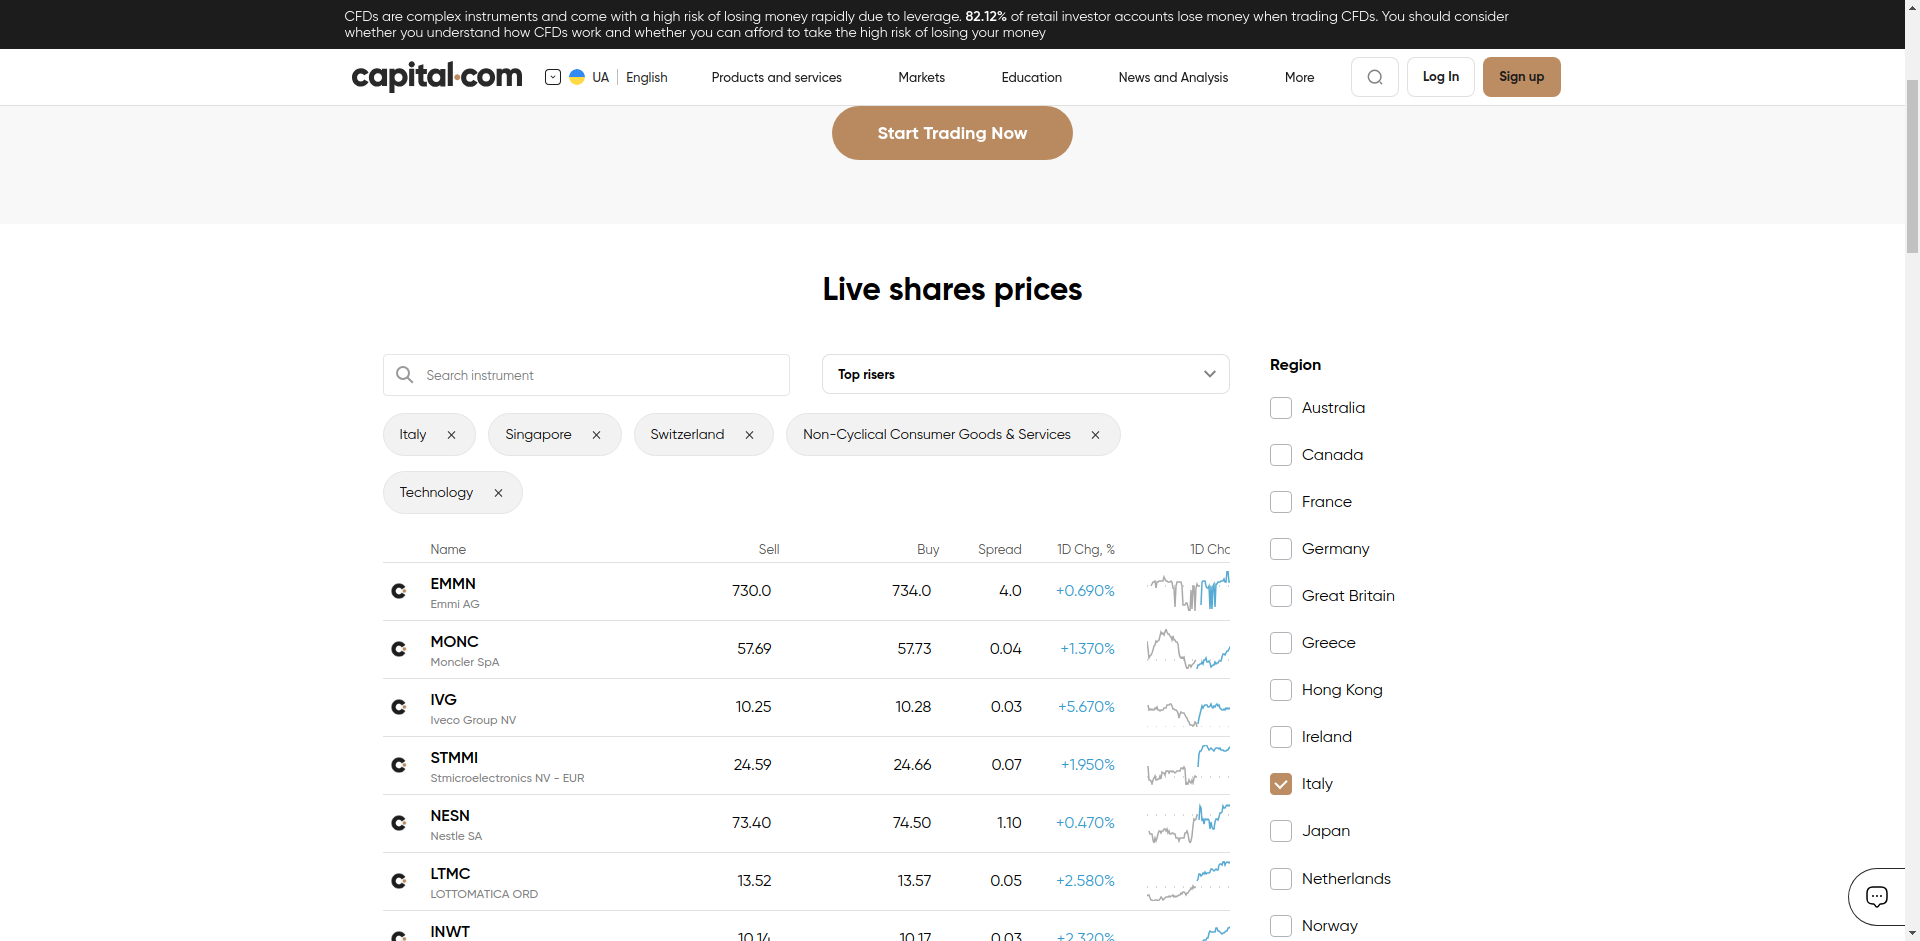 CFDs are complex instruments and come with a high risk of losing money rapidly due to leverage. 82.12% of retail investor accounts lose money when trading CFDs. You should consider
whether you understand how CFDs work and whether you can afford to take the high risk of losing your money
capital.com UA English Products and services Markets Education News and Analysis More Log In Sign up
Start Trading Now
Live shares prices
Search instrument
Top risers
Italy
Singapore
Switzerland
Non-Cyclical Consumer Goods & Services
Technology
Name Sell Buy Spread 1D Chg, %
EMMN 730.0 734.0 4.0 +0.690%
Emmi AG
MONC 57.69 57.73 0.04 +1.370%
Moncler SpA
IVG 10.25 10.28 0.03 +5.670%
Iveco Group NV
STMMI 24.59 24.66 0.07 +1.950%
Stmicroelectronics NV - EUR
NESN 73.40 74.50 1.10 +0.470%
Nestle SA
LTMC 13.52 13.57 0.05 +2.580%
LOTTOMATICA ORD
INWT 10.14 10.17 0.03 +2.320%
Region
Australia
Canada
France
Germany
Great Britain
Greece
Hong Kong
Ireland
Italy
Japan
Netherlands
Norway